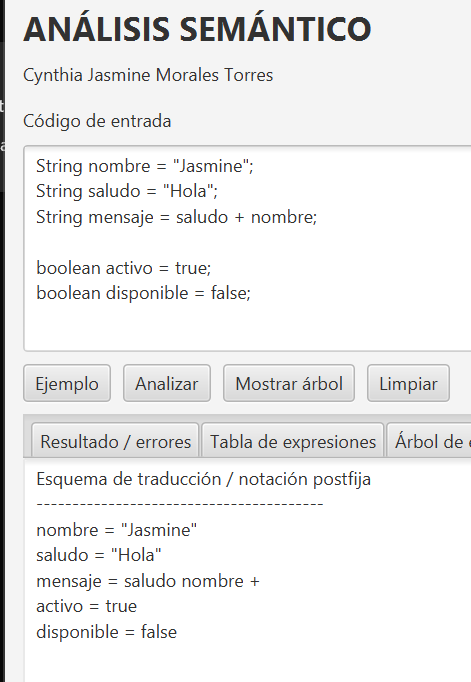 ANÁLISIS SEMÁNTICO
Cynthia Jasmine Morales Torres
Código de entrada
String nombre = "Jasmine";
String saludo = "Hola";
String mensaje = saludo + nombre;
boolean activo = true;
boolean disponible = false;
Ejemplo Analizar Mostrar árbol Limpiar
Resultado / errores Tabla de expresiones Árbol de
Esquema de traducción / notación postfija
----------------------------------------
nombre = "Jasmine"
saludo = "Hola"
mensaje = saludo nombre +
activo = true
disponible = false